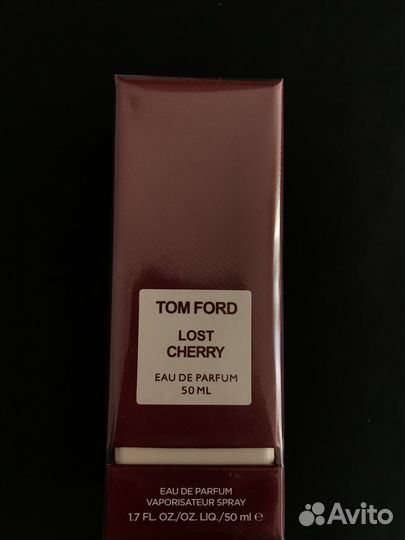 TOM FORD
LOST
CHERRY
EAU DE PARFUM
50 ML
EAU DE PARFUM
VAPORISATEUR SPRAY
1.7 FL. OZ./OZ. LIQ./50 ml ℮
Avito